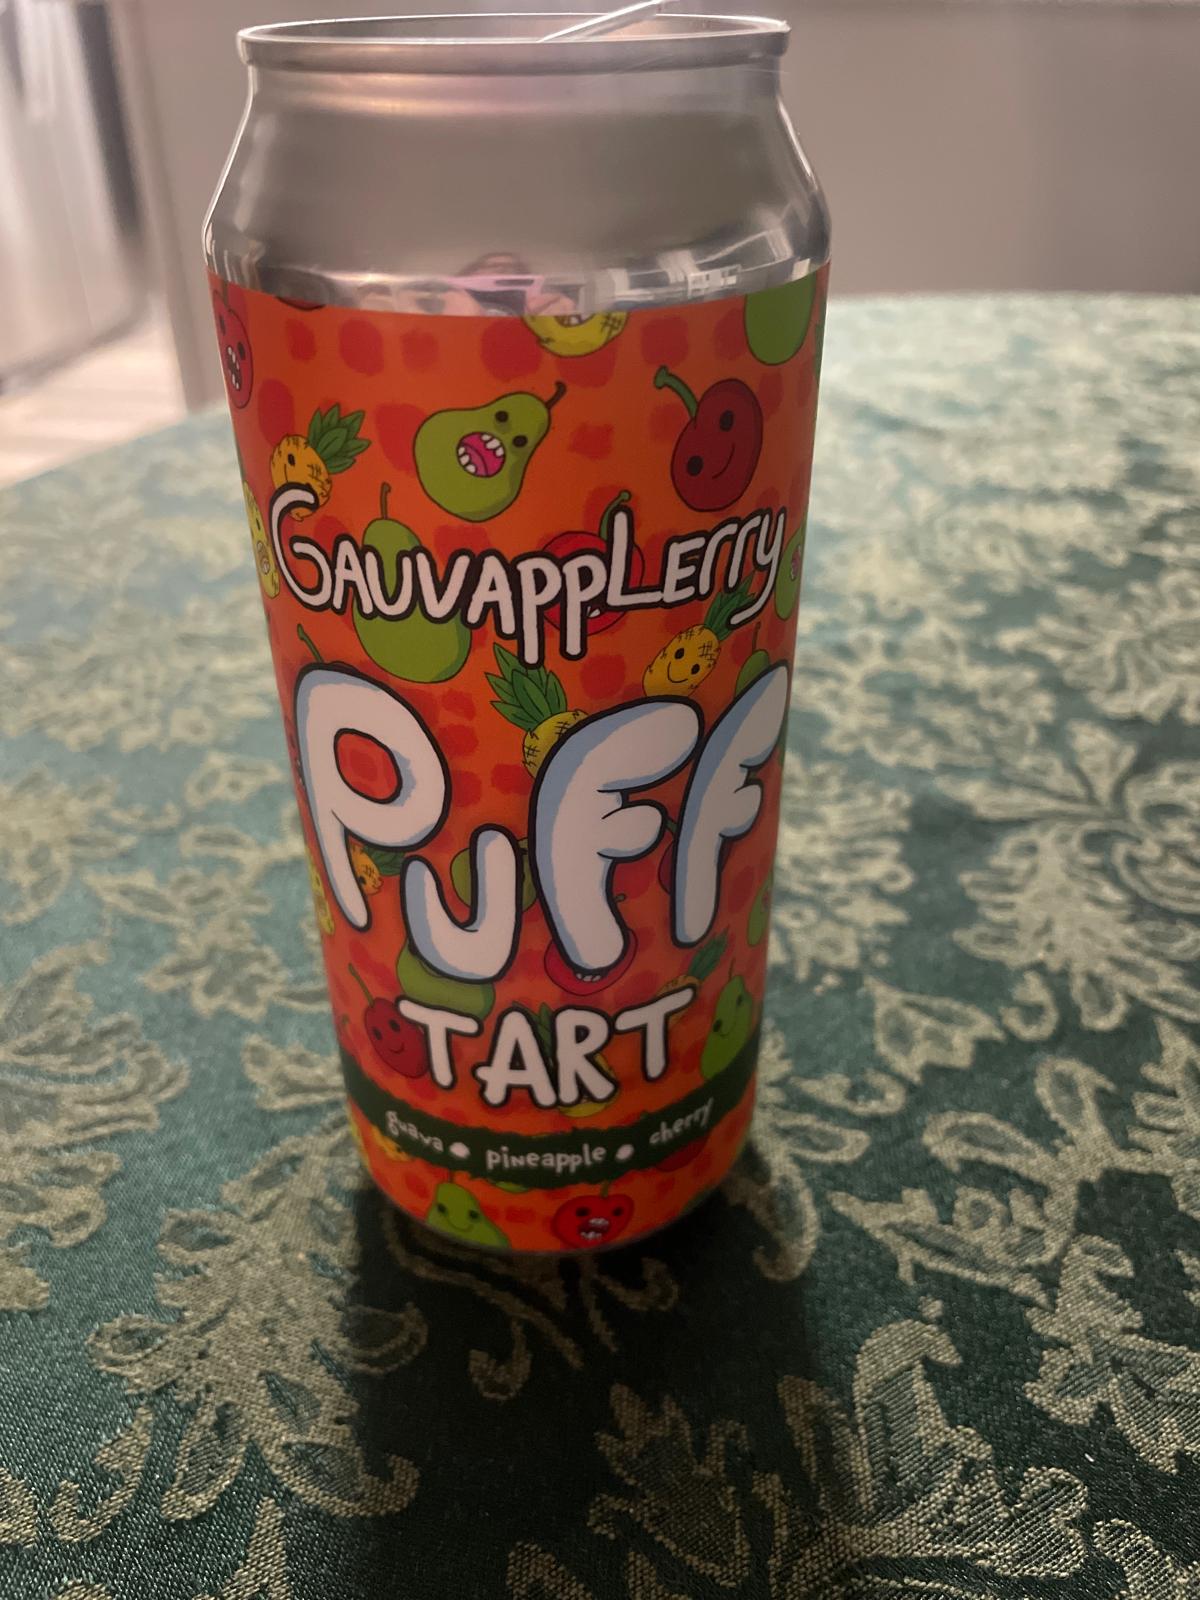 GAUVAPPLErry
PUFF
TART
guava • pineapple • cherry